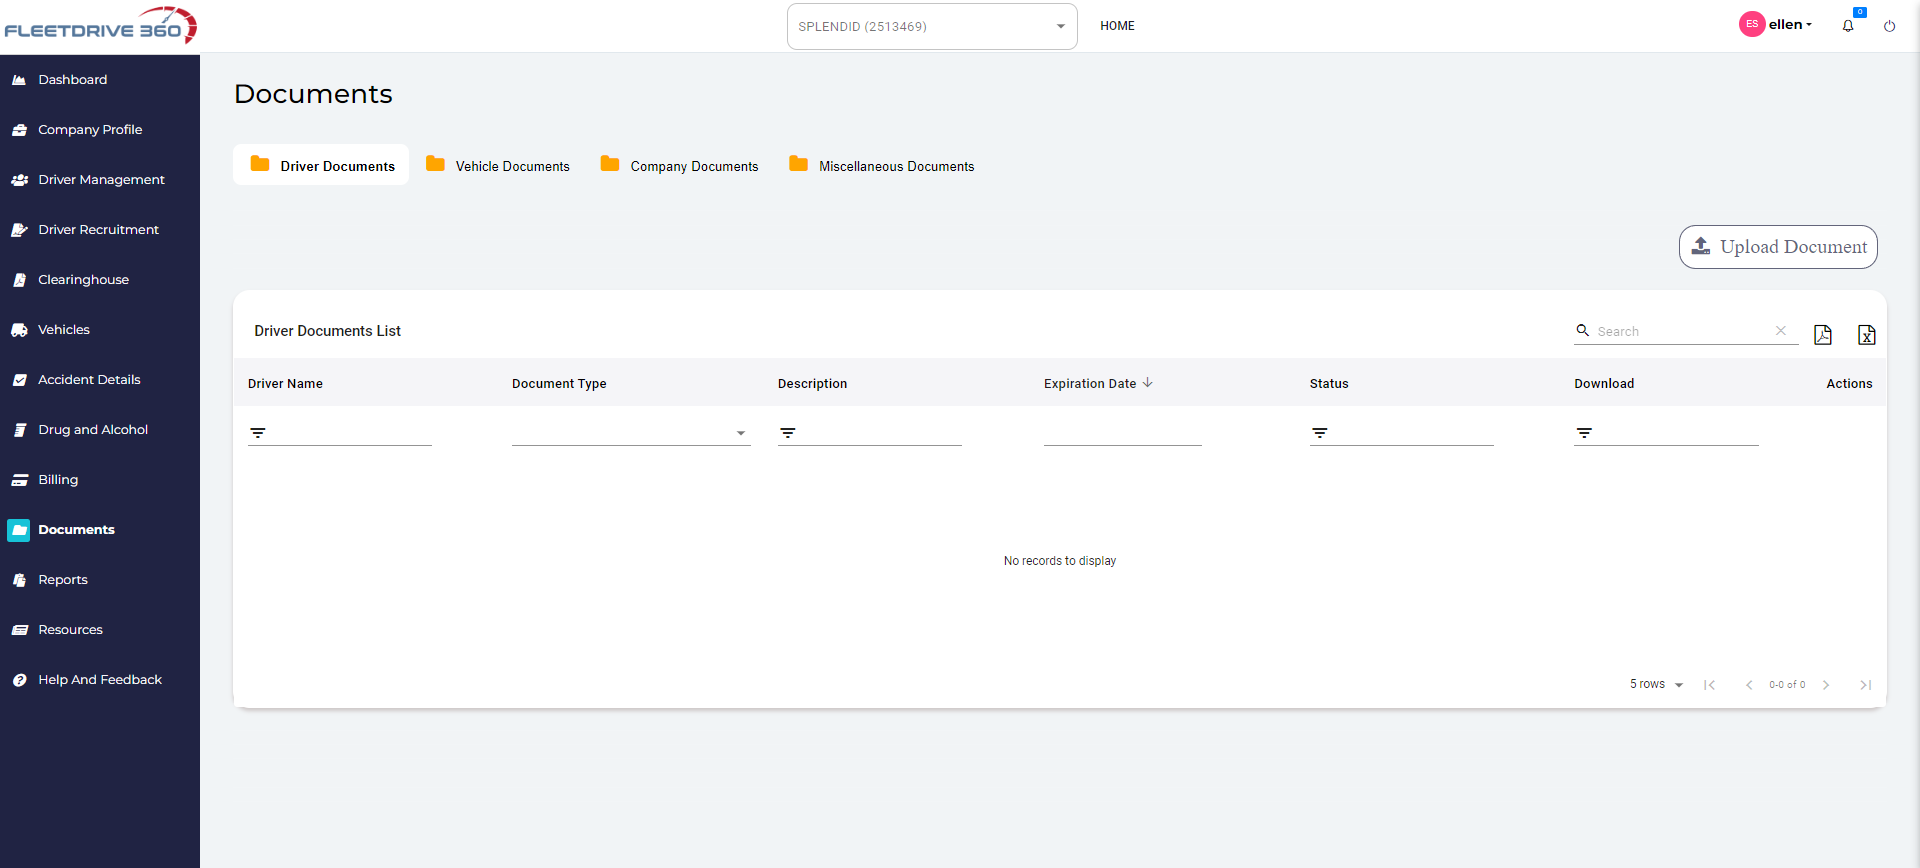 FLEETDRIVE 360
SPLENDID (2513469)
HOME
ES
ellen
0
Dashboard
Company Profile
Driver Management
Driver Recruitment
Clearinghouse
Vehicles
Accident Details
Drug and Alcohol
Billing
Documents
Reports
Resources
Help And Feedback
Documents
Driver Documents
Vehicle Documents
Company Documents
Miscellaneous Documents
Upload Document
Driver Documents List
Search
Driver Name
Document Type
Description
Expiration Date
Status
Download
Actions
No records to display
5 rows
0-0 of 0